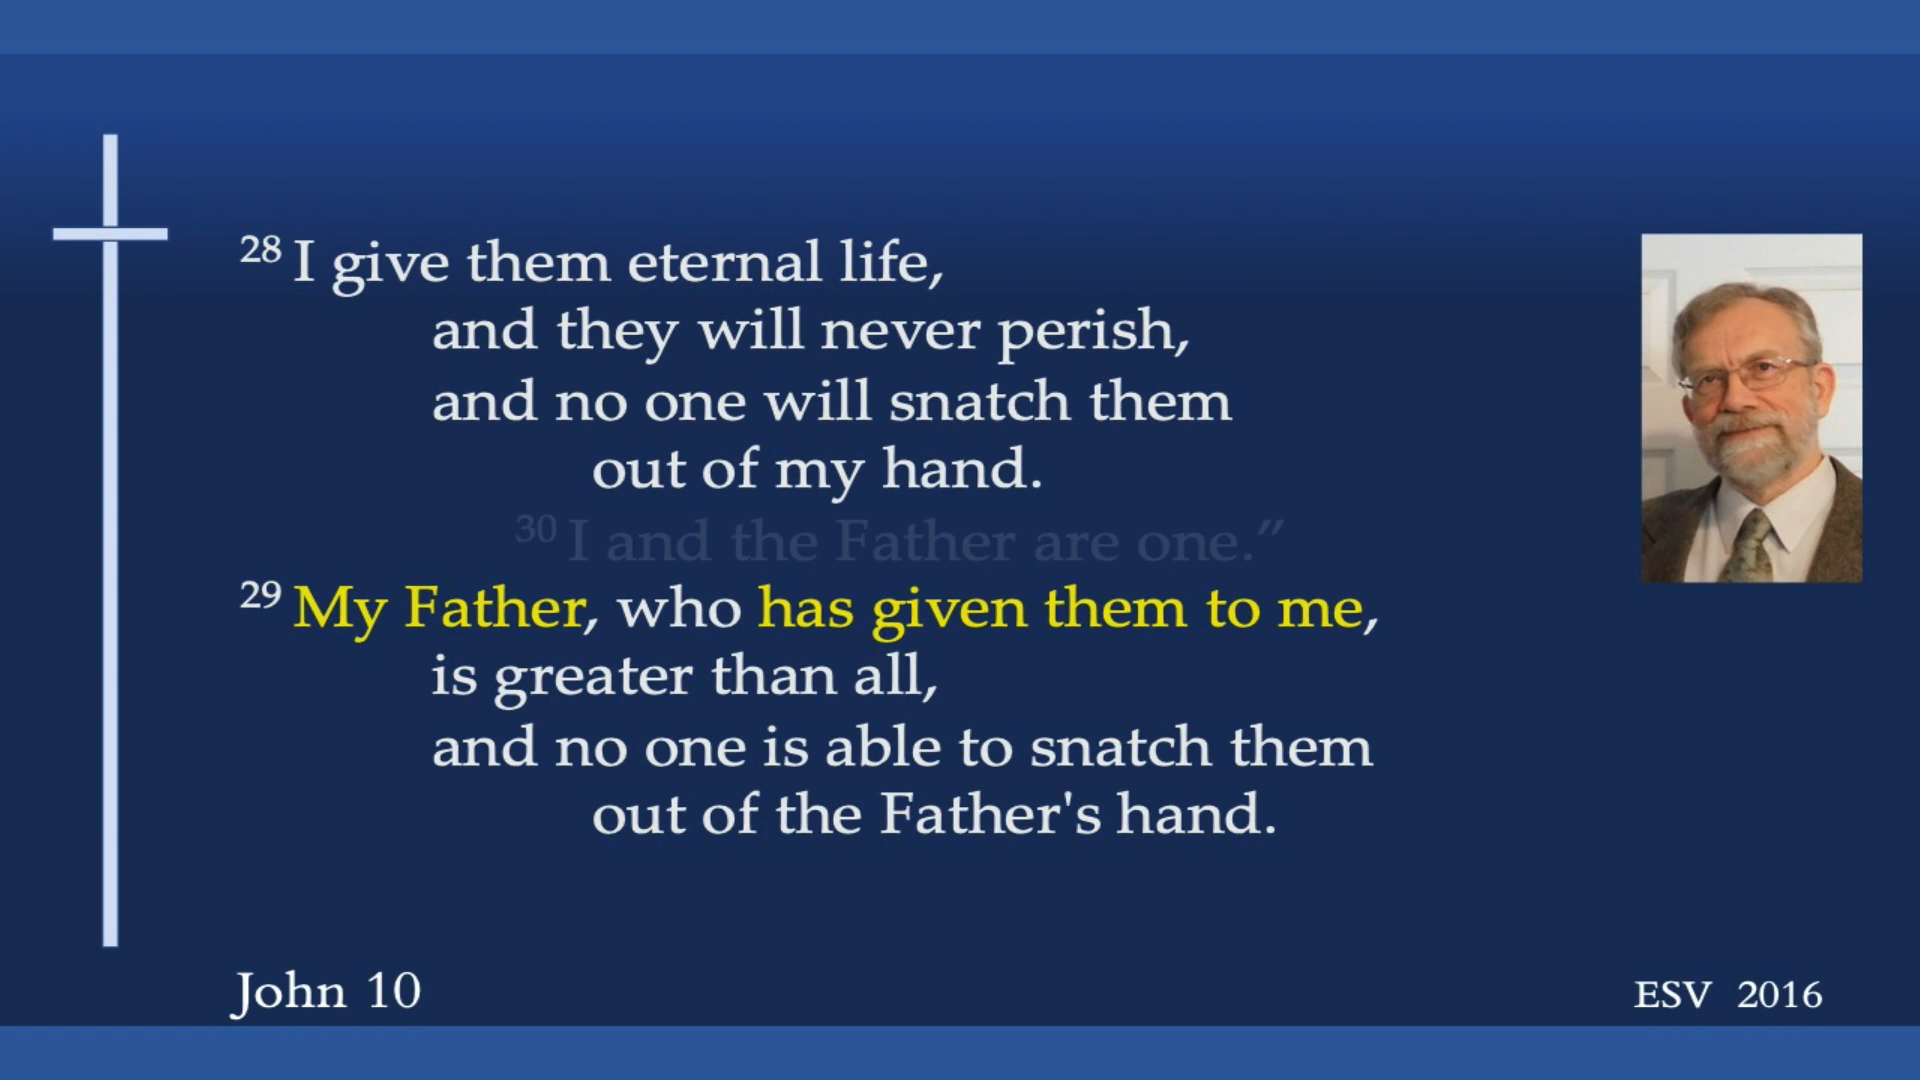 28 I give them eternal life,
and they will never perish,
and no one will snatch them
out of my hand.
30 I and the Father are one.”
29 My Father, who has given them to me,
is greater than all,
and no one is able to snatch them
out of the Father's hand.
John 10
ESV 2016